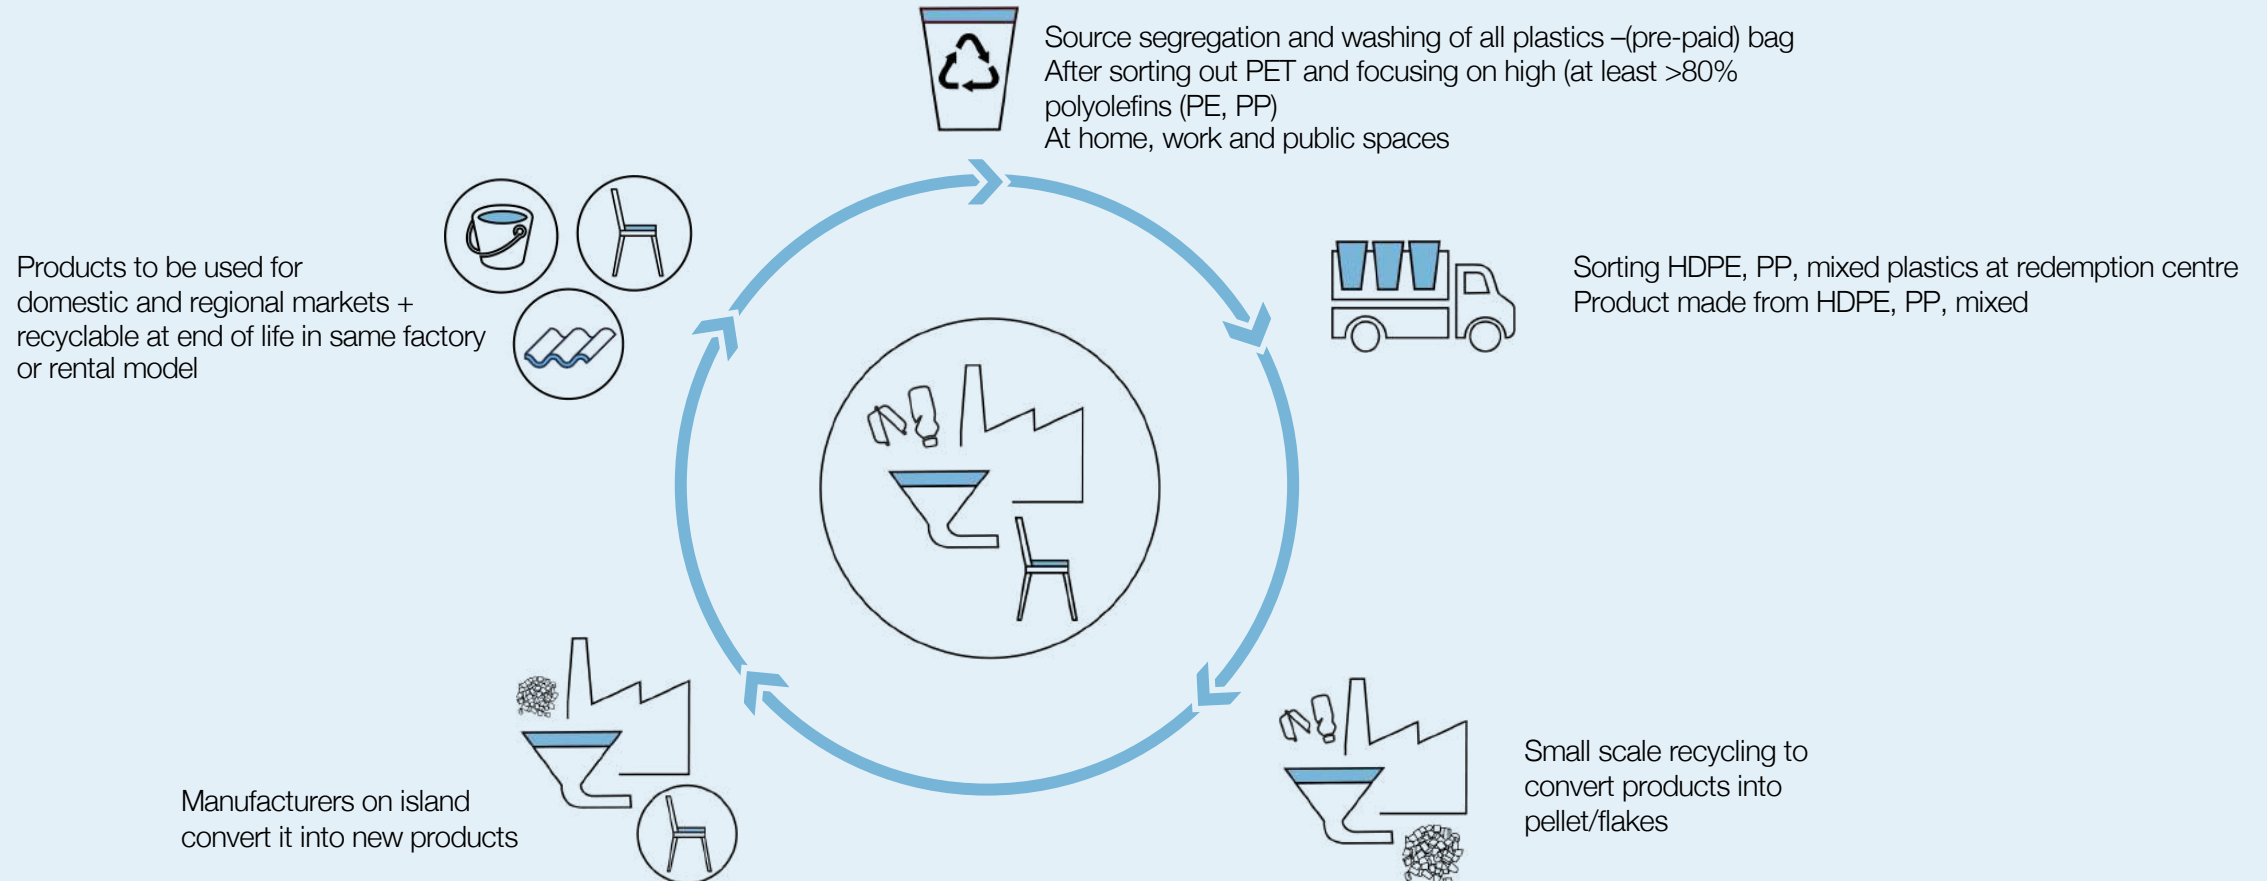 Source segregation and washing of all plastics –(pre-paid) bag
After sorting out PET and focusing on high (at least >80%
polyolefins (PE, PP)
At home, work and public spaces
Sorting HDPE, PP, mixed plastics at redemption centre
Product made from HDPE, PP, mixed
Small scale recycling to
convert products into
pellet/flakes
Manufacturers on island
convert it into new products
Products to be used for
domestic and regional markets +
recyclable at end of life in same factory
or rental model